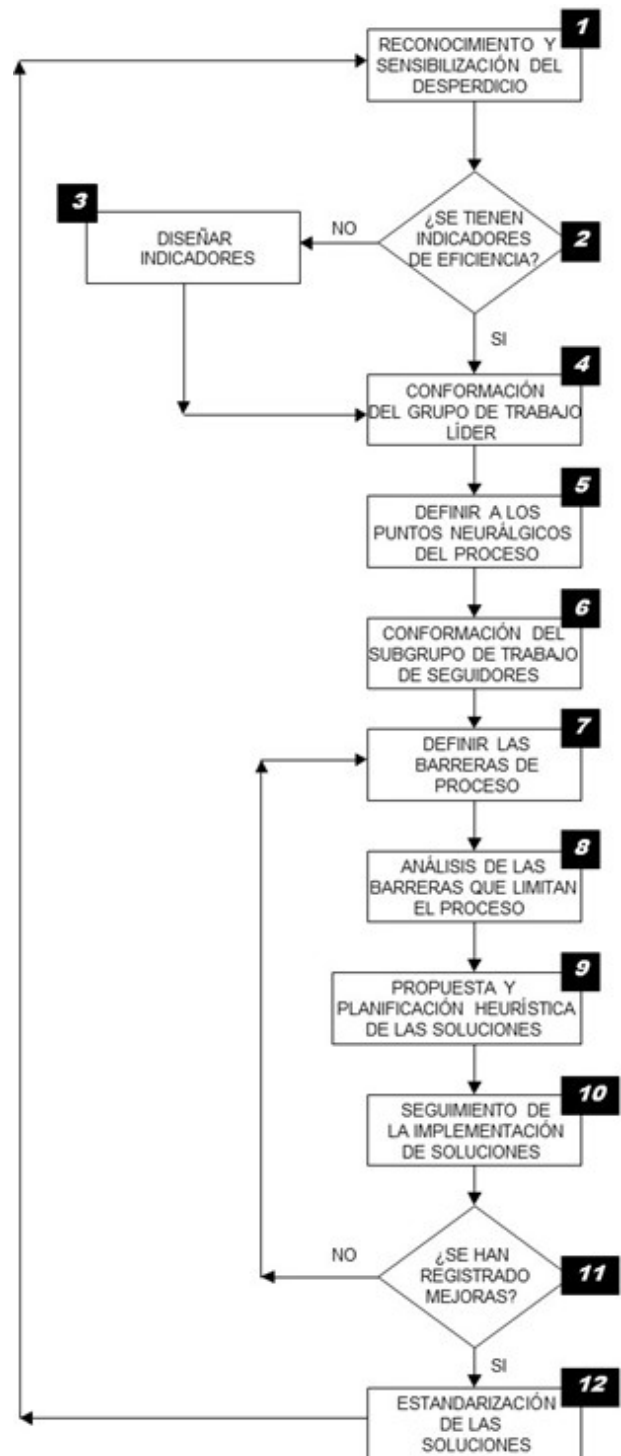 1
RECONOCIMIENTO Y
SENSIBILIZACIÓN DEL
DESPERDICIO
2
¿SE TIENEN
INDICADORES
DE EFICIENCIA?
NO
3
DISEÑAR
INDICADORES
SI
4
CONFORMACIÓN
DEL GRUPO DE TRABAJO
LÍDER
5
DEFINIR A LOS
PUNTOS NEURÁLGICOS
DEL PROCESO
6
CONFORMACIÓN DEL
SUBGRUPO DE TRABAJO
DE SEGUIDORES
7
DEFINIR LAS
BARRERAS DE
PROCESO
8
ANÁLISIS DE LAS
BARRERAS QUE LIMITAN
EL PROCESO
9
PROPUESTA Y
PLANIFICACIÓN HEURÍSTICA
DE LAS SOLUCIONES
10
SEGUIMIENTO DE
LA IMPLEMENTACIÓN
DE SOLUCIONES
11
¿SE HAN
REGISTRADO
MEJORAS?
NO
SI
12
ESTANDARIZACIÓN
DE LAS
SOLUCIONES